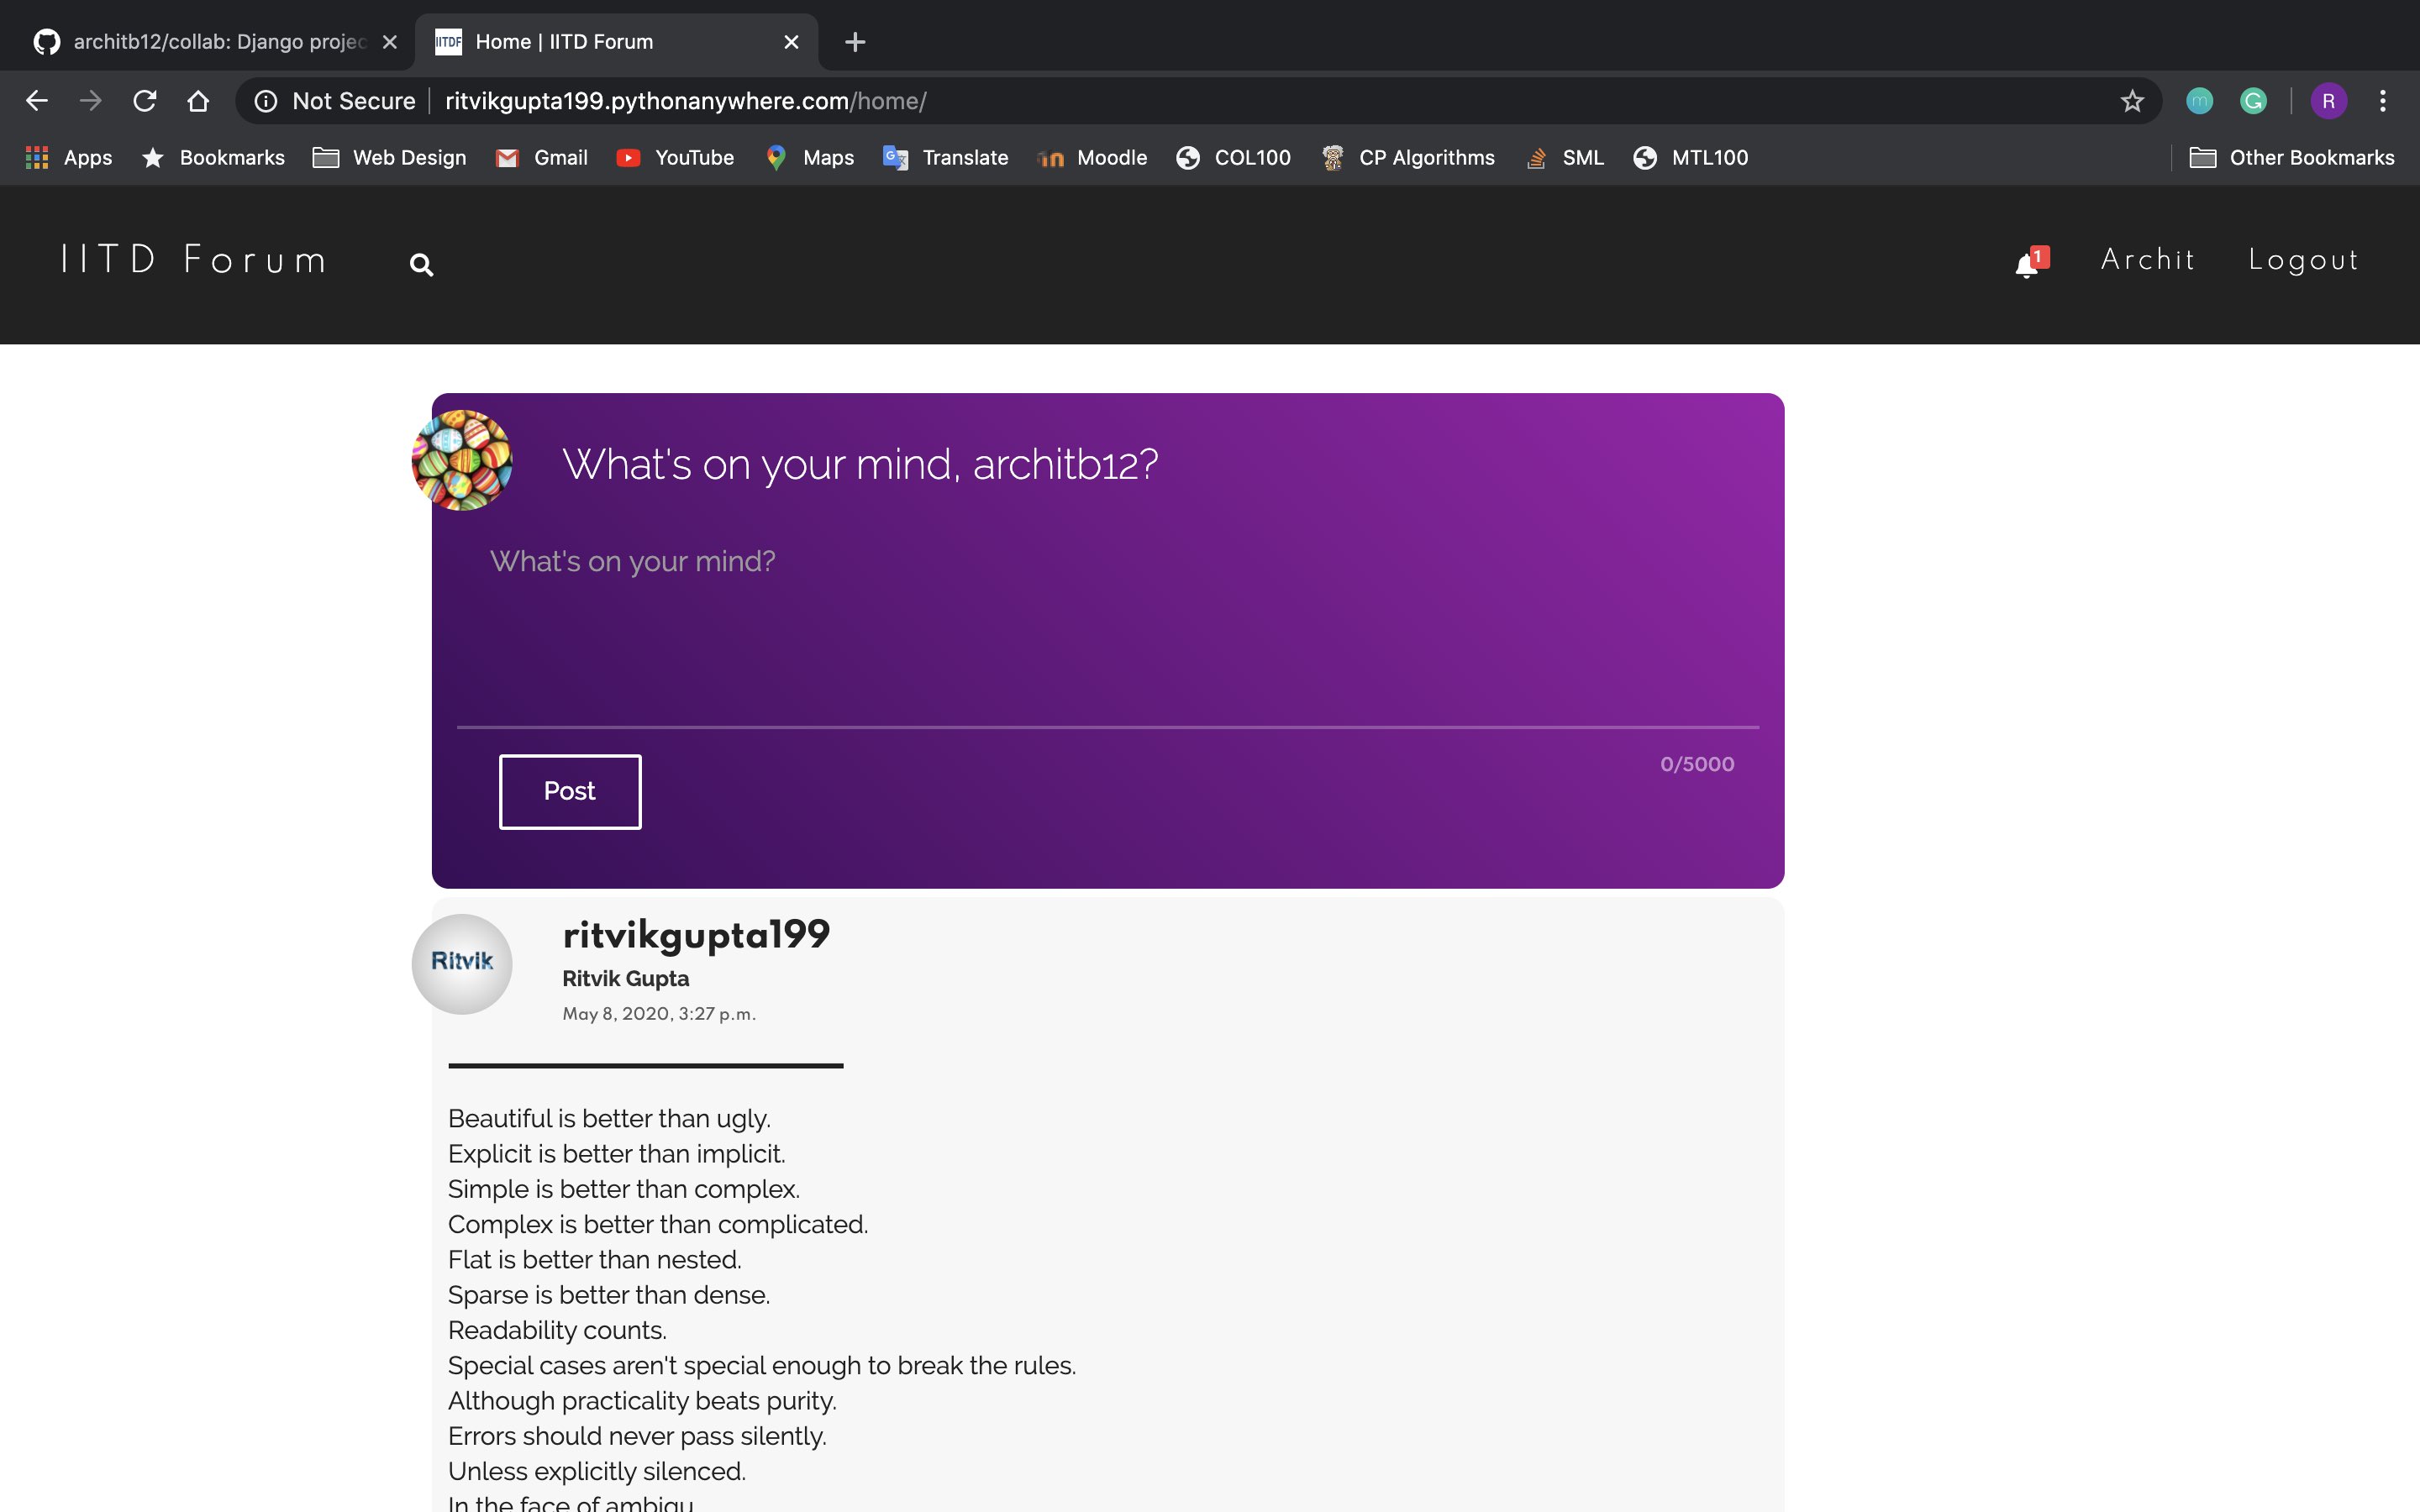 architb12/collab: Django projec
IITDF Home | IITD Forum
Not Secure ritvikgupta199.pythonanywhere.com/home/
R
Apps Bookmarks Web Design Gmail YouTube Maps Translate Moodle COL100 CP Algorithms SML MTL100 Other Bookmarks
IITD Forum 1 Archit Logout
What's on your mind, architb12?
What's on your mind?
0/5000
Post
Ritvik
ritvikgupta199
Ritvik Gupta
May 8, 2020, 3:27 p.m.
Beautiful is better than ugly.
Explicit is better than implicit.
Simple is better than complex.
Complex is better than complicated.
Flat is better than nested.
Sparse is better than dense.
Readability counts.
Special cases aren't special enough to break the rules.
Although practicality beats purity.
Errors should never pass silently.
Unless explicitly silenced.
In the face of ambigu